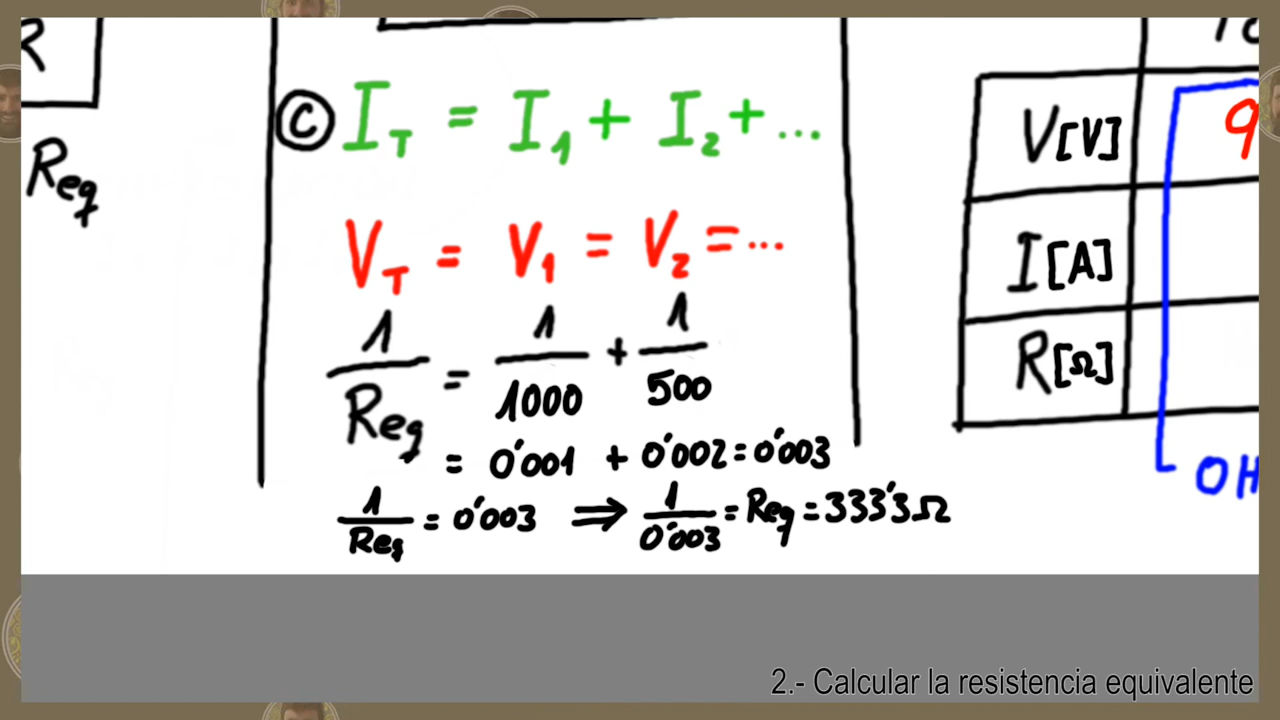 R
Req
© I_T = I_1 + I_2 + ...
V_T = V_1 = V_2 = ...
1/Req = 1/1000 + 1/500
= 0'001 + 0'002 = 0'003
1/Req = 0'003 ⇒ 1/0'003 = Req = 333'3Ω
V[V] 9
I[A]
R[Ω]
OH
2.- Calcular la resistencia equivalente